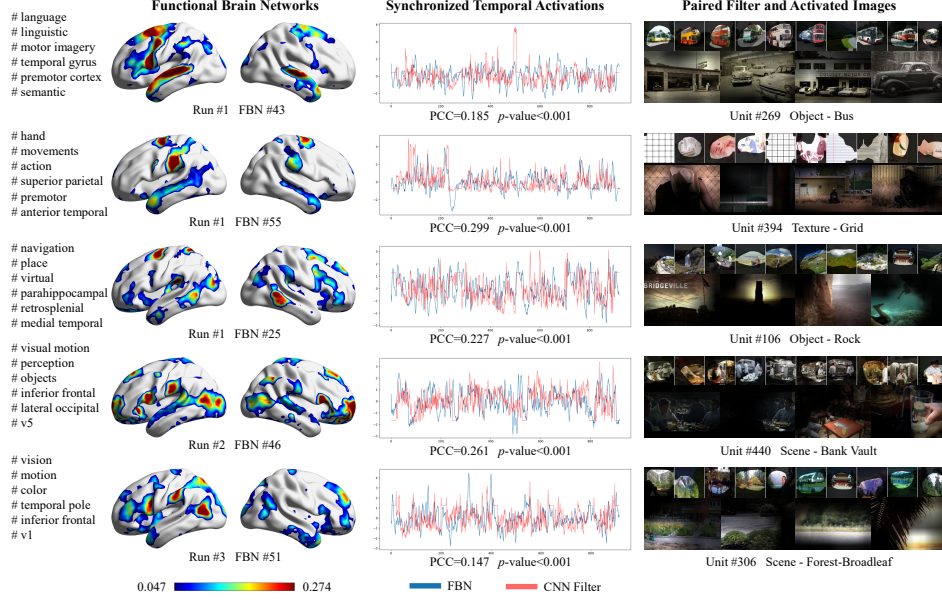 Functional Brain Networks
Synchronized Temporal Activations
Paired Filter and Activated Images
# language
# linguistic
# motor imagery
# temporal gyrus
# premotor cortex
# semantic
Run #1 FBN #43
PCC=0.185 p-value<0.001
Unit #269 Object - Bus
# hand
# movements
# action
# superior parietal
# premotor
# anterior temporal
Run #1 FBN #55
PCC=0.299 p-value<0.001
Unit #394 Texture - Grid
# navigation
# place
# virtual
# parahippocampal
# retrosplenial
# medial temporal
Run #1 FBN #25
PCC=0.227 p-value<0.001
BRIDGEVILLE
Unit #106 Object - Rock
# visual motion
# perception
# objects
# inferior frontal
# lateral occipital
# v5
Run #2 FBN #46
PCC=0.261 p-value<0.001
Unit #440 Scene - Bank Vault
# vision
# motion
# color
# temporal pole
# inferior frontal
# v1
Run #3 FBN #51
PCC=0.147 p-value<0.001
Unit #306 Scene - Forest-Broadleaf
0.047 0.274
FBN
CNN Filter